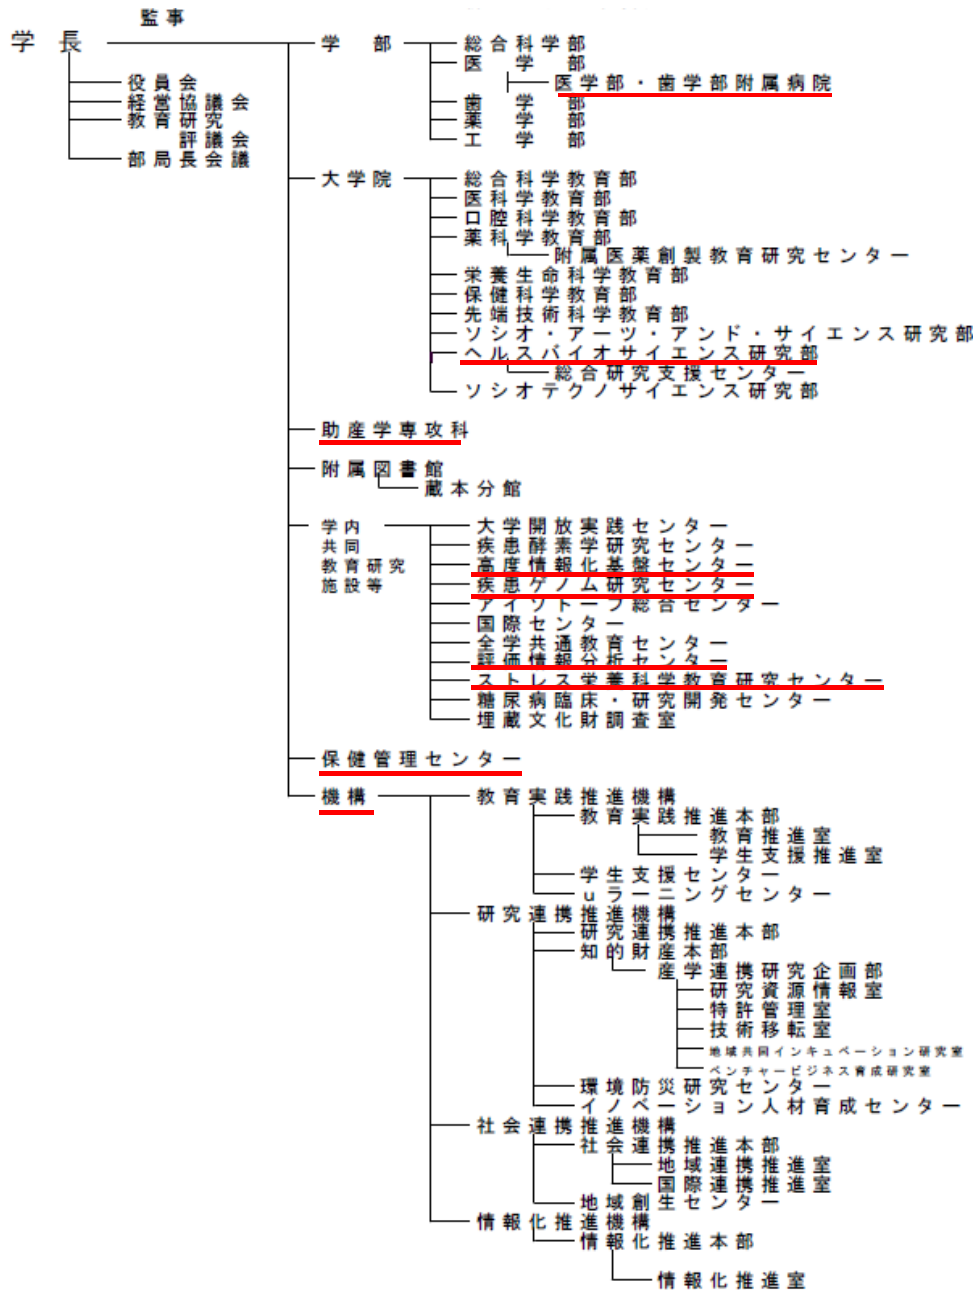 監事
学長
役員会
経営協議会
教育研究
評議会
部局長会議
学部
総合科学部
医学部
医学部・歯学部附属病院
歯学部
薬学部
工学部
大学院
総合科学教育部
医科学教育部
口腔科学教育部
薬科学教育部
附属医薬創製教育研究センター
栄養生命科学教育部
保健科学教育部
先端技術科学教育部
ソシオ・アーツ・アンド・サイエンス研究部
ヘルスバイオサイエンス研究部
総合研究支援センター
ソシオテクノサイエンス研究部
助産学専攻科
附属図書館
蔵本分館
学内
共同
教育研究
施設等
大学開放実践センター
疾患酵素学研究センター
高度情報化基盤センター
疾患ゲノム研究センター
アイソトープ総合センター
国際センター
全学共通教育センター
評価情報分析センター
ストレス栄養科学教育研究センター
糖尿病臨床・研究開発センター
埋蔵文化財調査室
保健管理センター
機構
教育実践推進機構
教育実践推進本部
教育推進室
学生支援推進室
学生支援センター
uラーニングセンター
研究連携推進機構
研究連携推進本部
知的財産本部
産学連携研究企画部
研究資源情報室
特許管理室
技術移転室
地域共同インキュベーション研究室
ベンチャービジネス育成研究室
環境防災研究センター
イノベーション人材育成センター
社会連携推進機構
社会連携推進本部
地域連携推進室
国際連携推進室
地域創生センター
情報化推進機構
情報化推進本部
情報化推進室